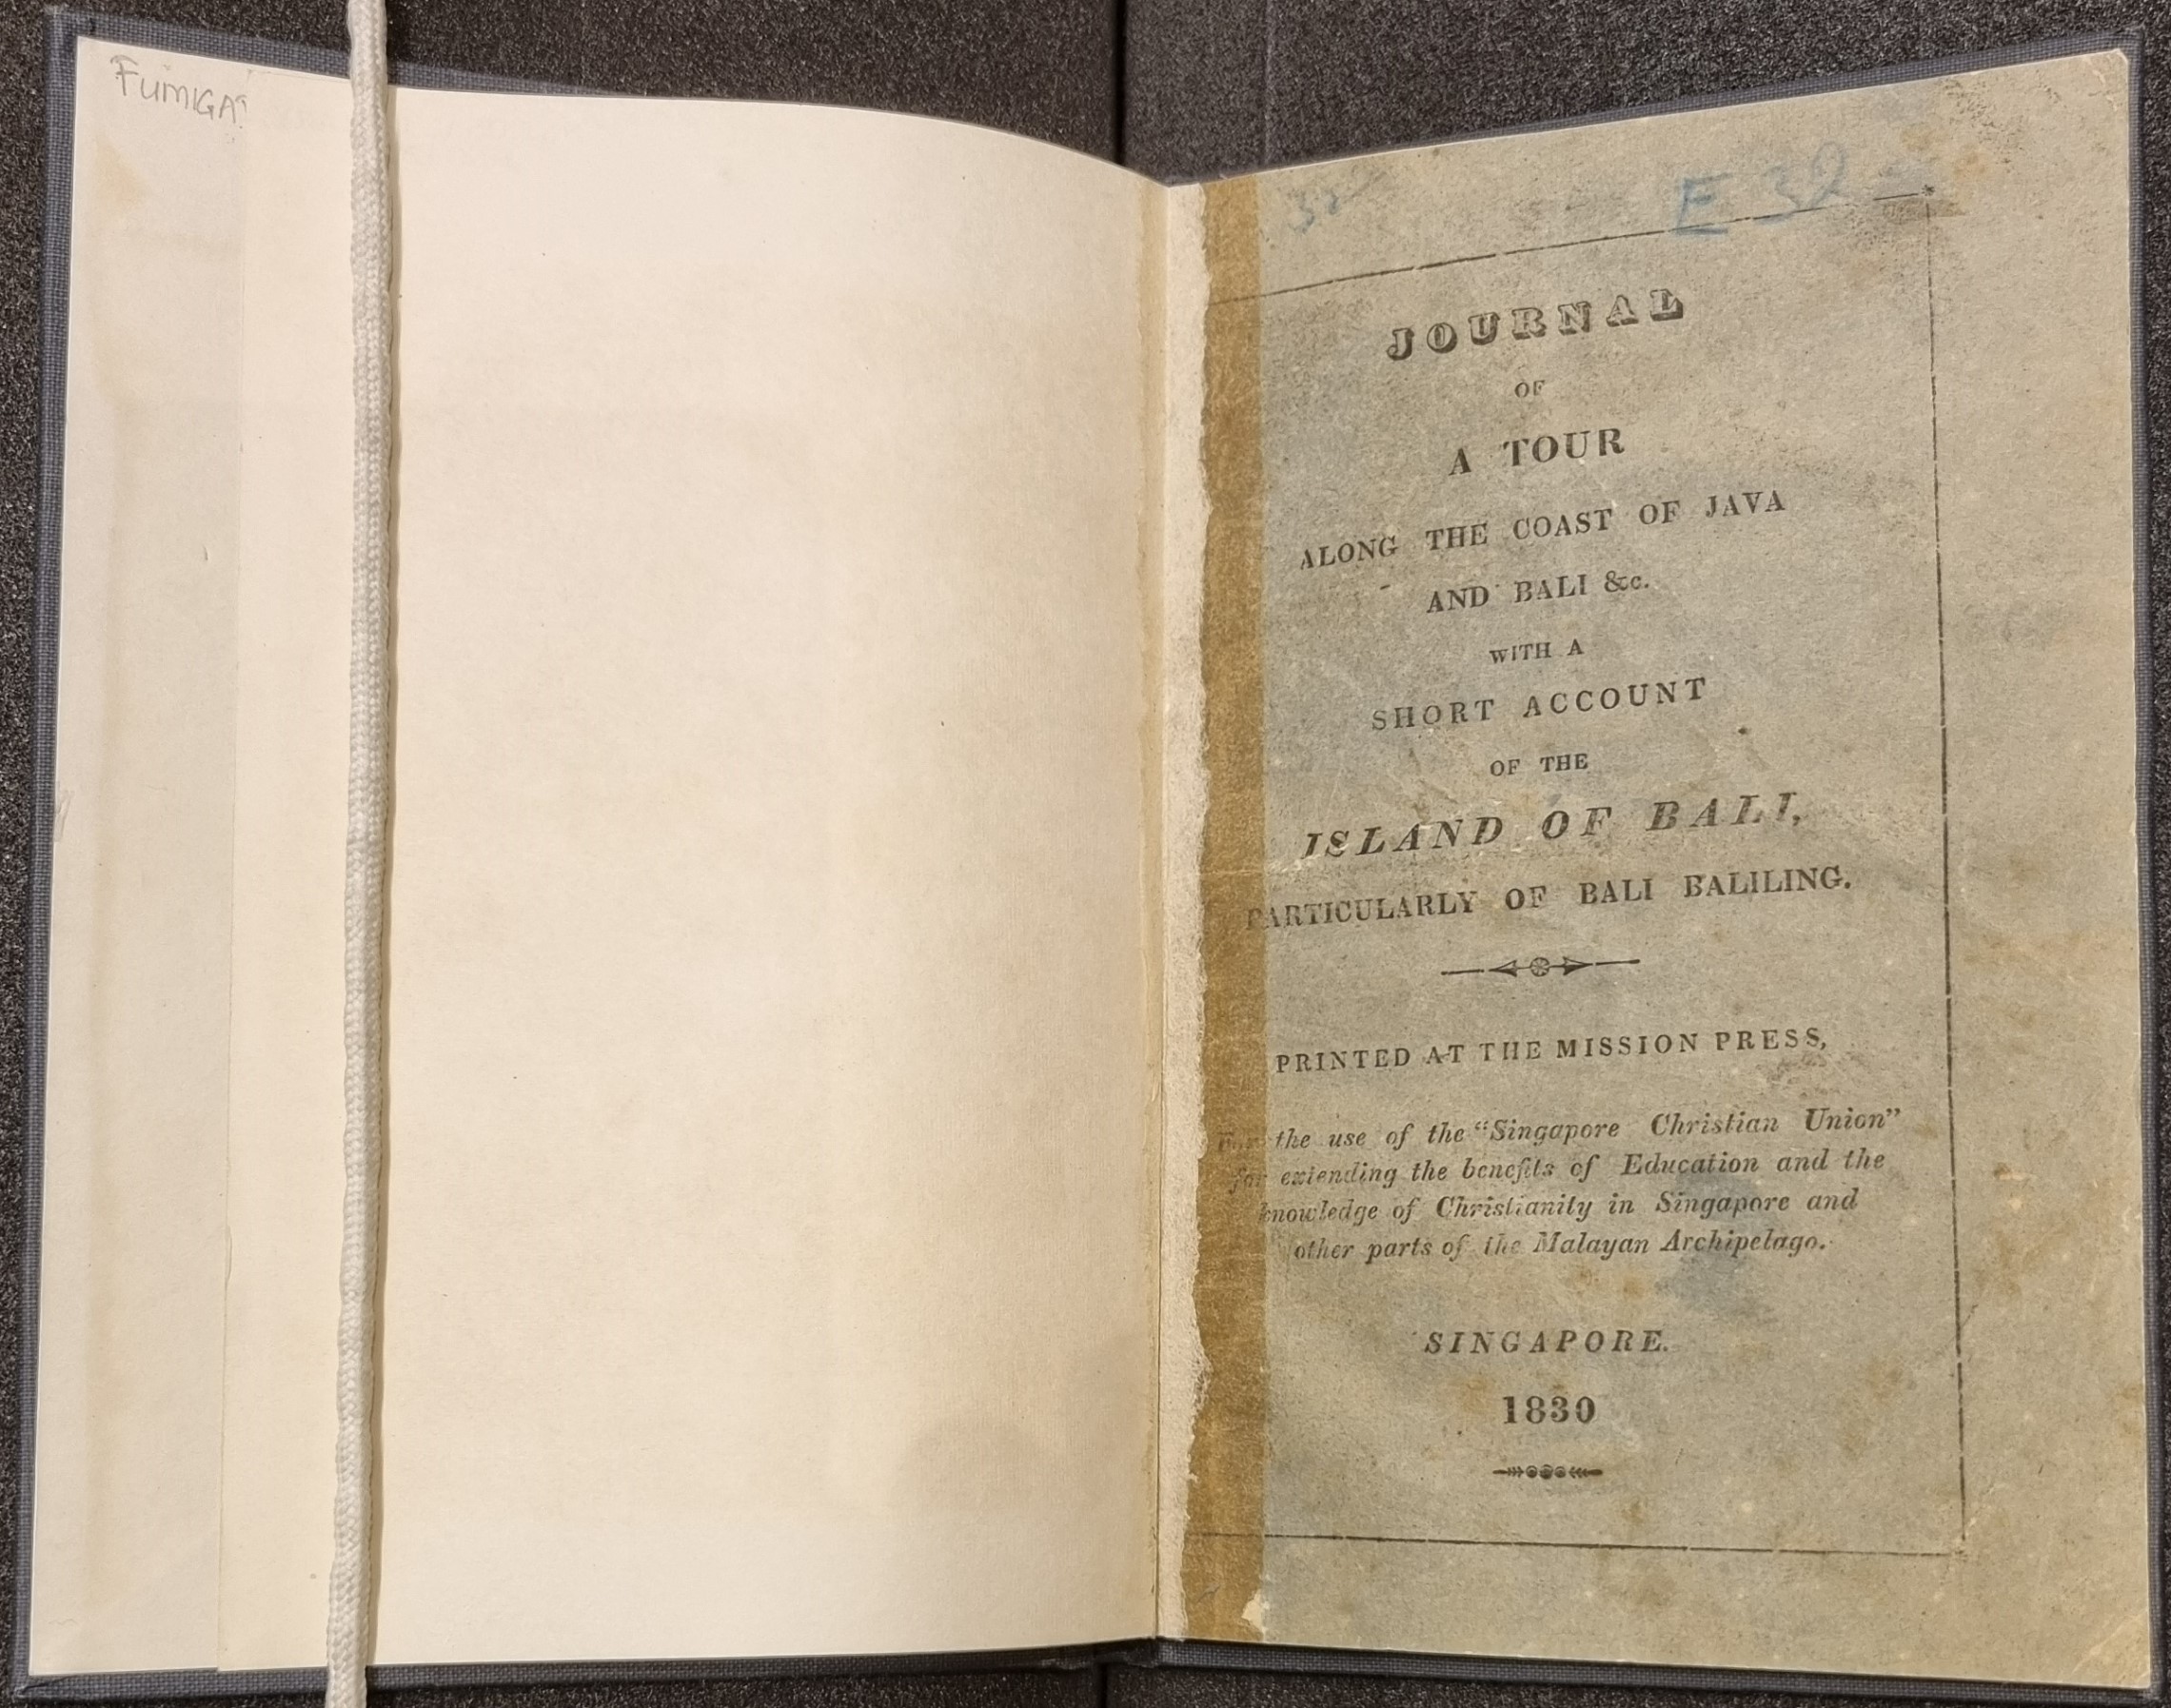 FUMIGA
32
E 32
JOURNAL
OF
A TOUR
ALONG THE COAST OF JAVA
AND BALI &c.
WITH A
SHORT ACCOUNT
OF THE
ISLAND OF BALI,
PARTICULARLY OF BALI BALILING.
PRINTED AT THE MISSION PRESS,
For the use of the "Singapore Christian Union"
for extending the benefits of Education and the
knowledge of Christianity in Singapore and
other parts of the Malayan Archipelago.
SINGAPORE.
1830